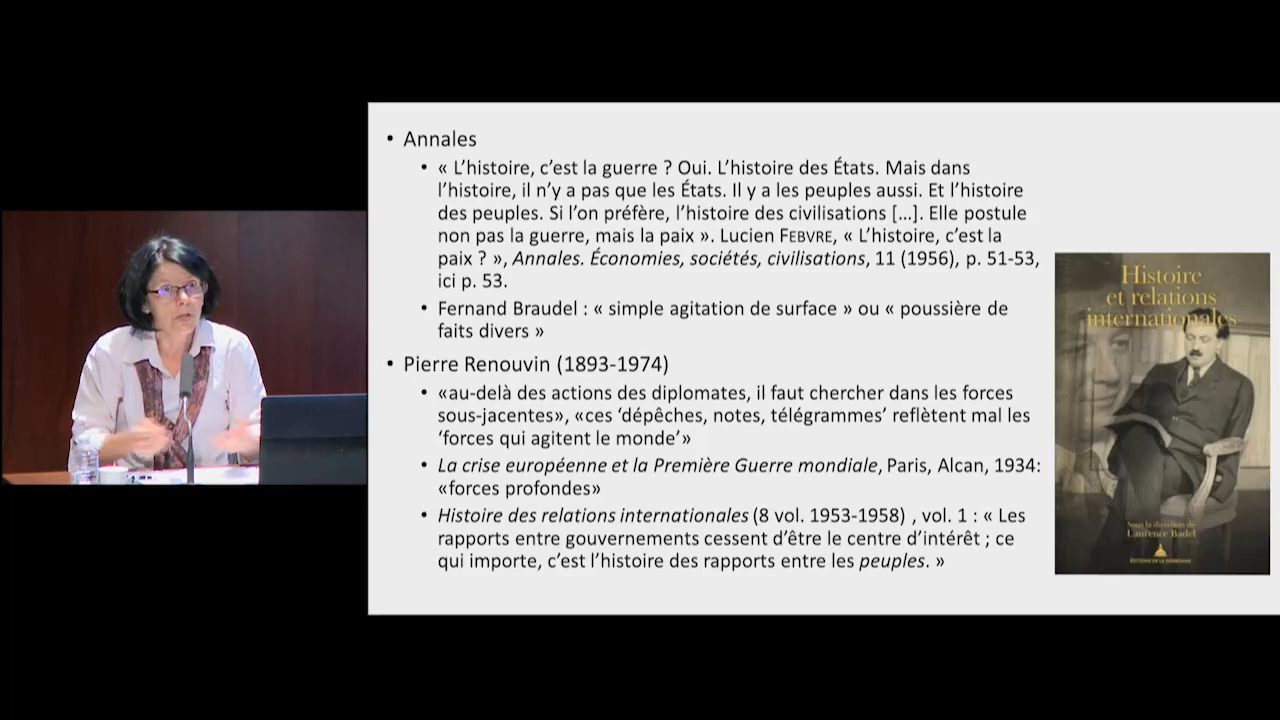 • Annales
• « L'histoire, c'est la guerre ? Oui. L'histoire des États. Mais dans
l'histoire, il n'y a pas que les États. Il y a les peuples aussi. Et l'histoire
des peuples. Si l'on préfère, l'histoire des civilisations [...]. Elle postule
non pas la guerre, mais la paix ». Lucien FEBVRE, « L'histoire, c'est la
paix ? », Annales. Économies, sociétés, civilisations, 11 (1956), p. 51-53,
ici p. 53.
• Fernand Braudel : « simple agitation de surface » ou « poussière de
faits divers »
• Pierre Renouvin (1893-1974)
• «au-delà des actions des diplomates, il faut chercher dans les forces
sous-jacentes», «ces 'dépêches, notes, télégrammes' reflètent mal les
'forces qui agitent le monde'»
• La crise européenne et la Première Guerre mondiale, Paris, Alcan, 1934:
«forces profondes»
• Histoire des relations internationales (8 vol. 1953-1958) , vol. 1 : « Les
rapports entre gouvernements cessent d'être le centre d'intérêt ; ce
qui importe, c'est l'histoire des rapports entre les peuples. »
Histoire
et relations
internationales
Sous la direction de
Laurence Badel
ÉDITIONS DE LA SORBONNE